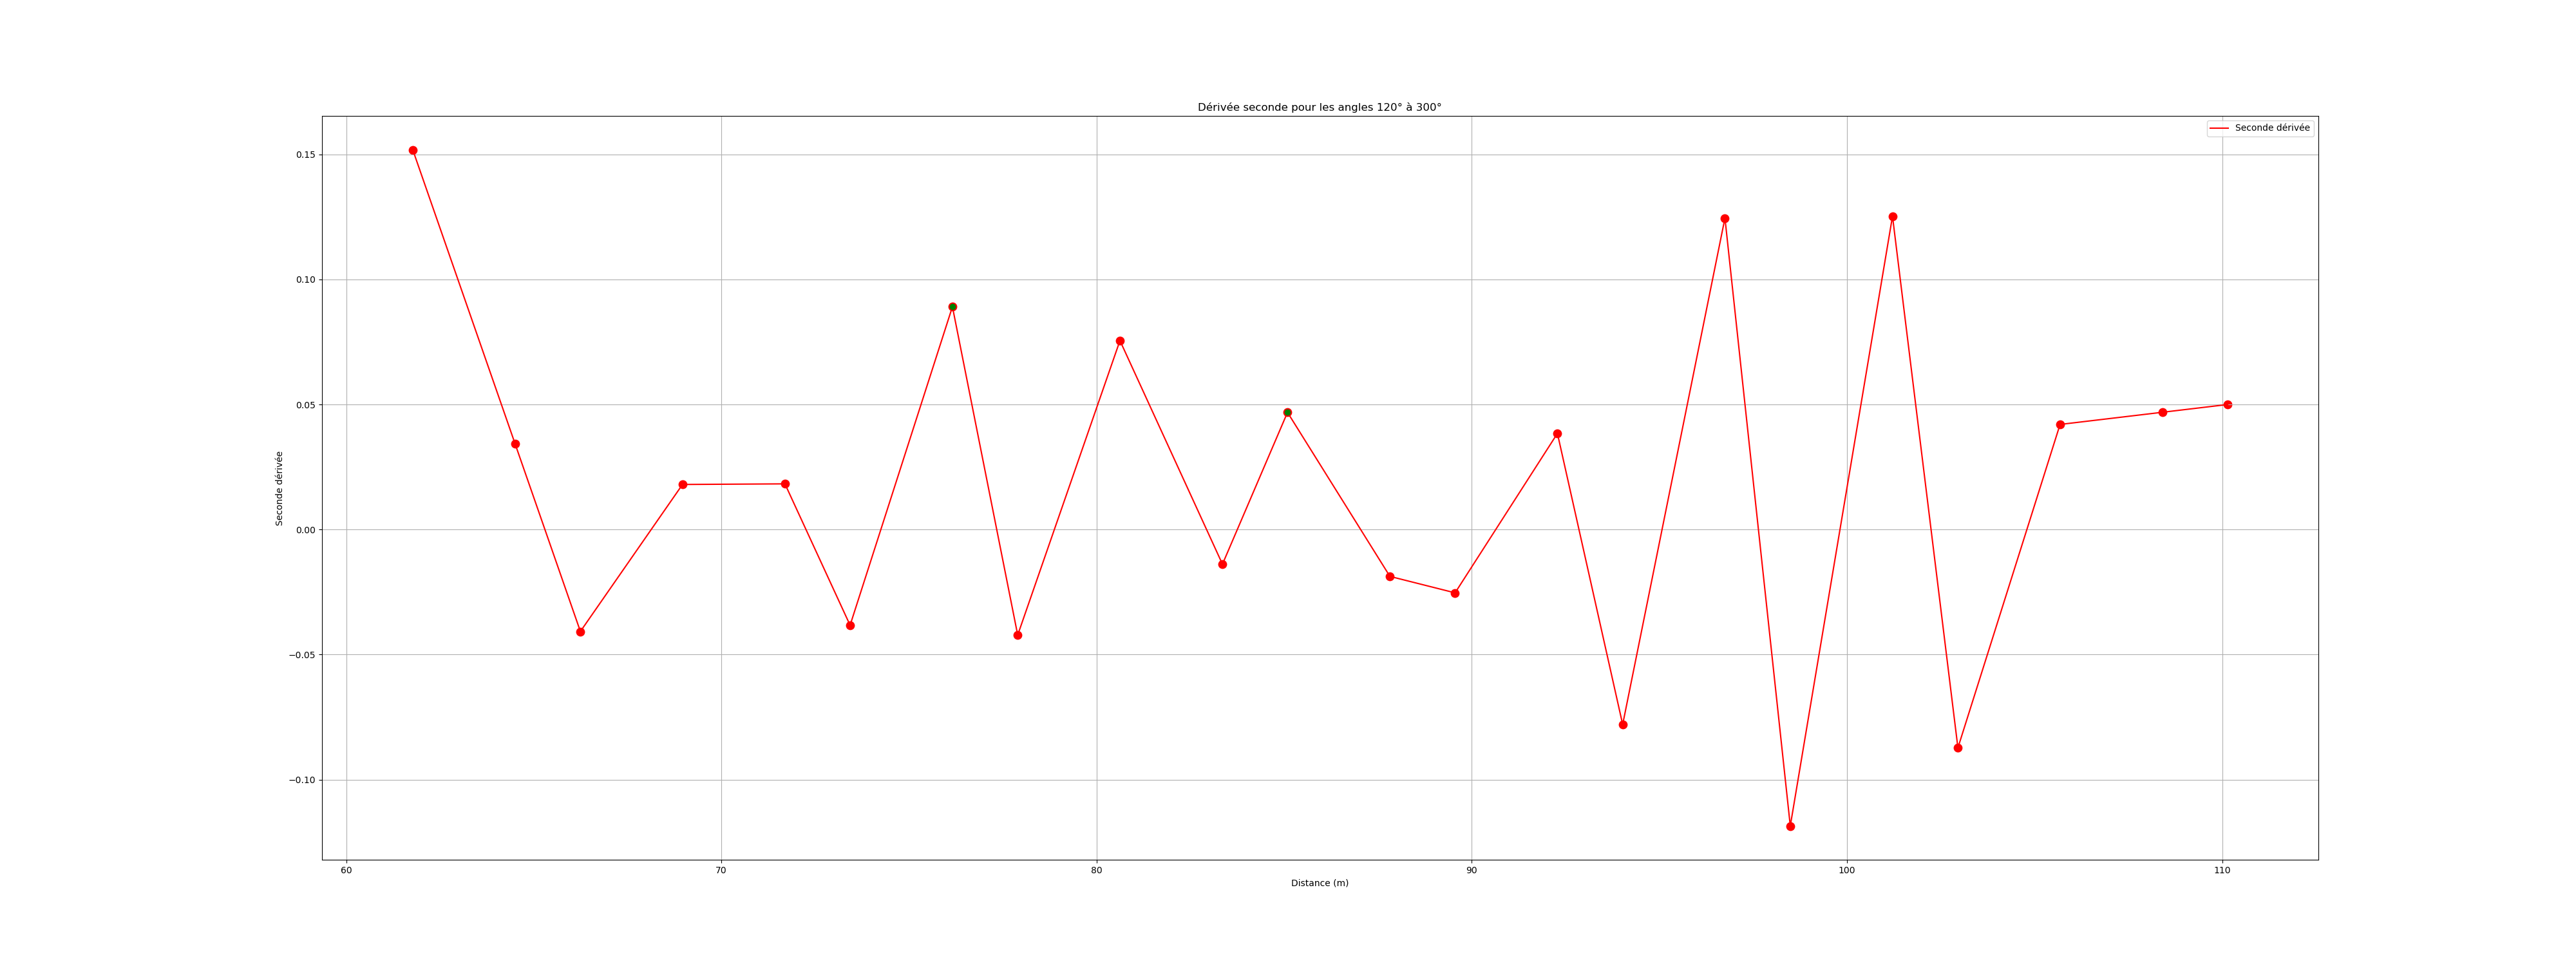 Dérivée seconde pour les angles 120° à 300°
Seconde dérivée
0.15
0.10
0.05
0.00
−0.05
−0.10
Seconde dérivée
60 70 80 90 100 110
Distance (m)